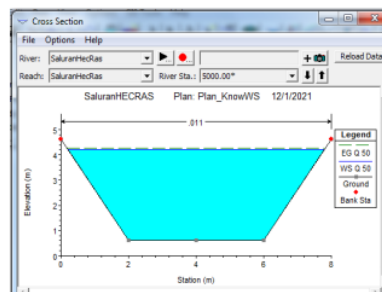 Cross Section
File Options Help
River: SaluranHecRas
Reload Data
Reach: SaluranHecRas River Sta.: 5000.00*
SaluranHECRAS Plan: Plan_KnowWS 12/1/2021
.011
Legend
EG Q 50
WS Q 50
Ground
Bank Sta
Elevation (m)
5
4
3
2
1
0
0 2 4 6 8
Station (m)